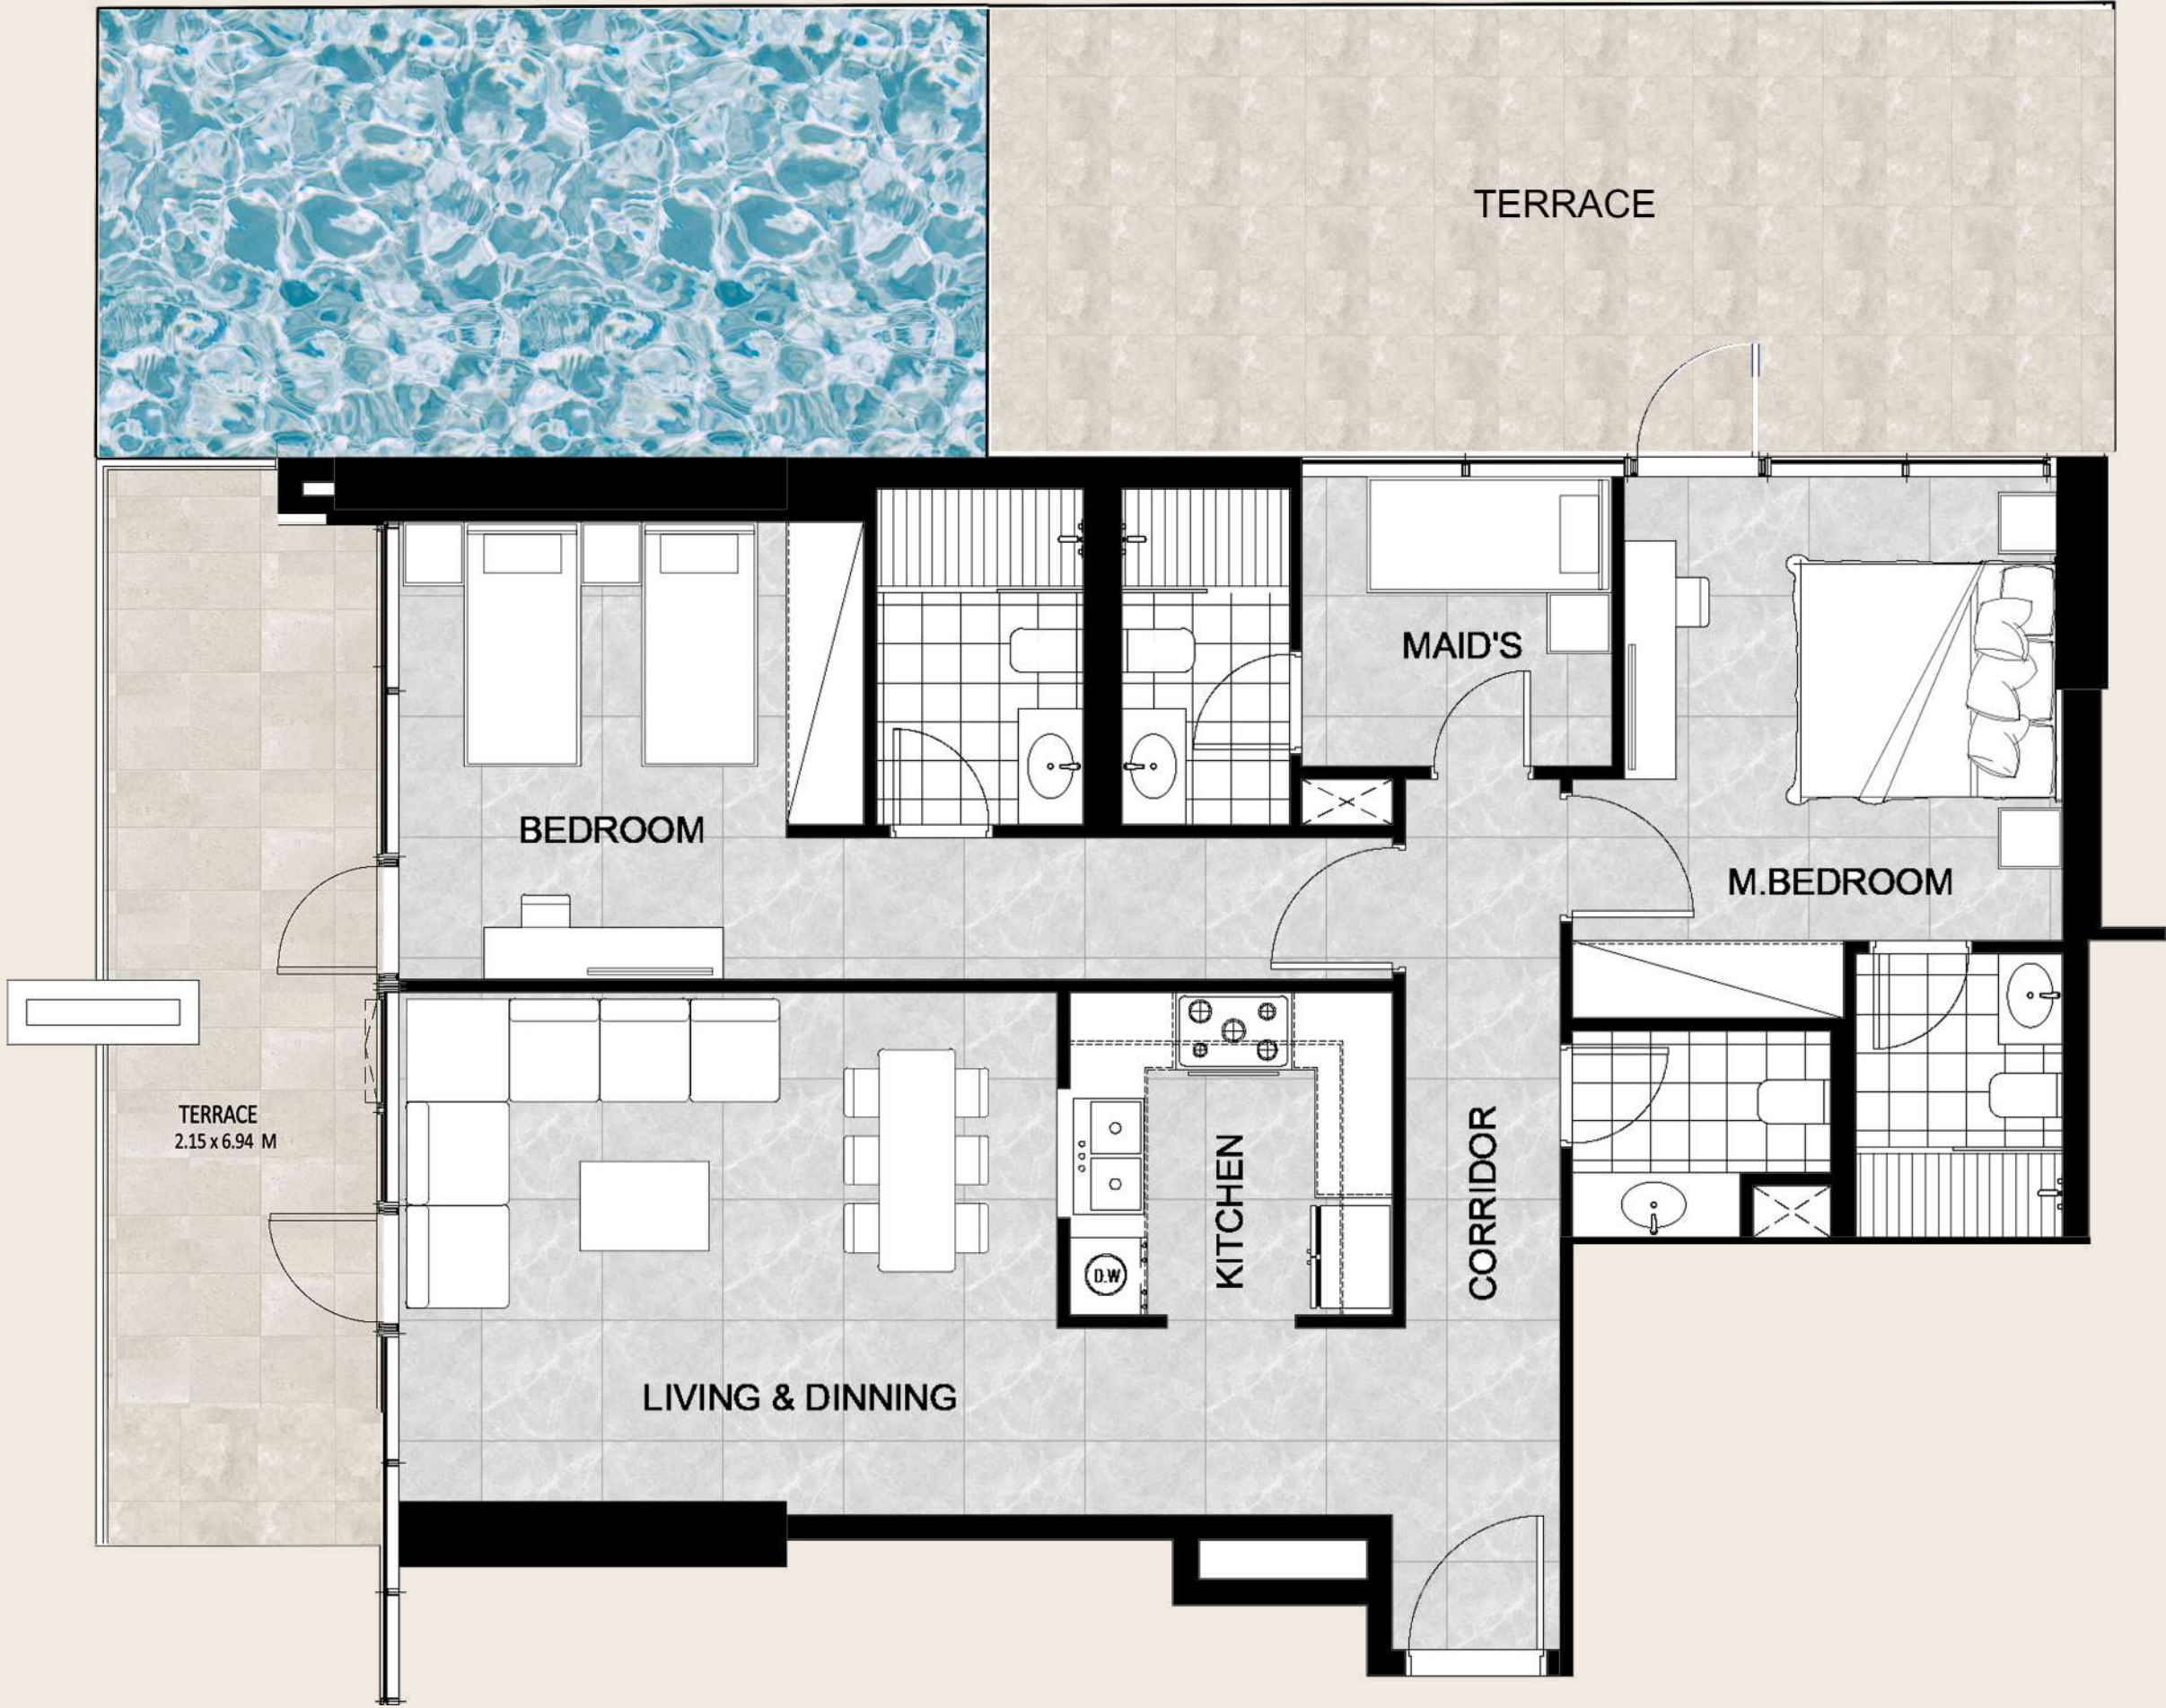 TERRACE
MAID'S
BEDROOM
M.BEDROOM
TERRACE
2.15 x 6.94 M
KITCHEN
CORRIDOR
D.W
LIVING & DINNING